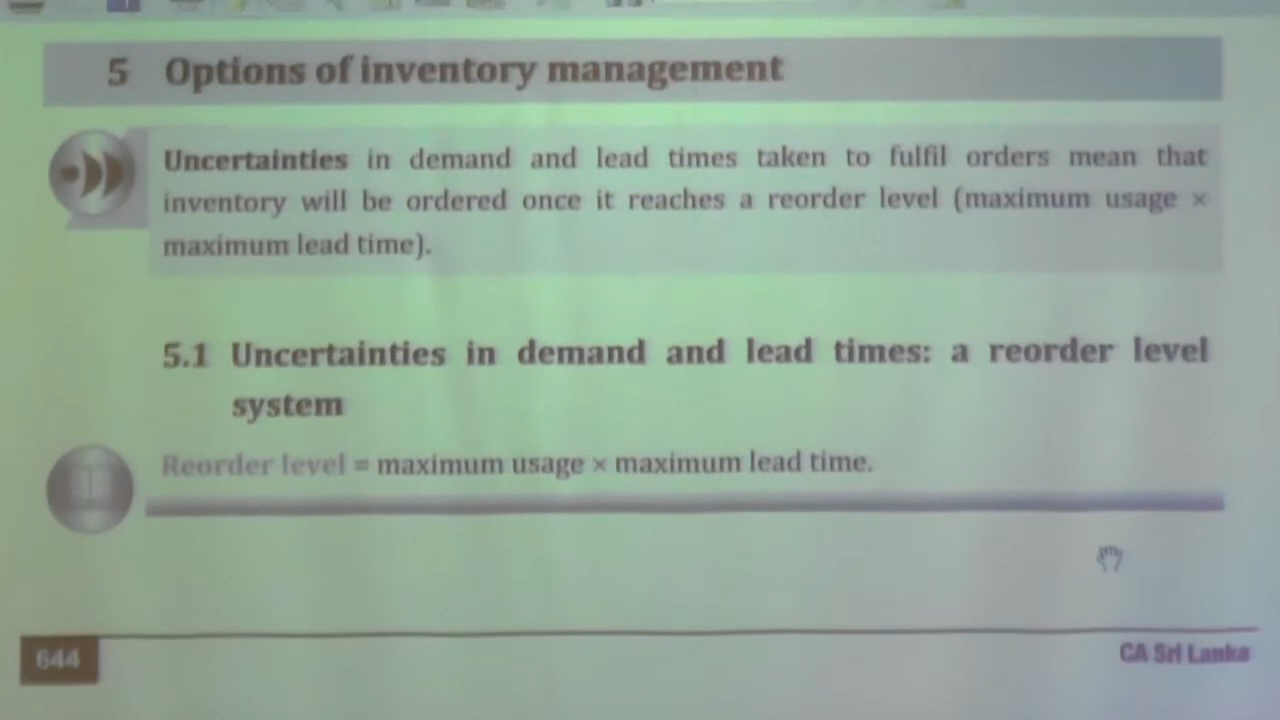 5 Options of inventory management
Uncertainties in demand and lead times taken to fulfil orders mean that
inventory will be ordered once it reaches a reorder level (maximum usage ×
maximum lead time).
5.1 Uncertainties in demand and lead times: a reorder level
system
Reorder level = maximum usage × maximum lead time.
644
CA Sri Lanka